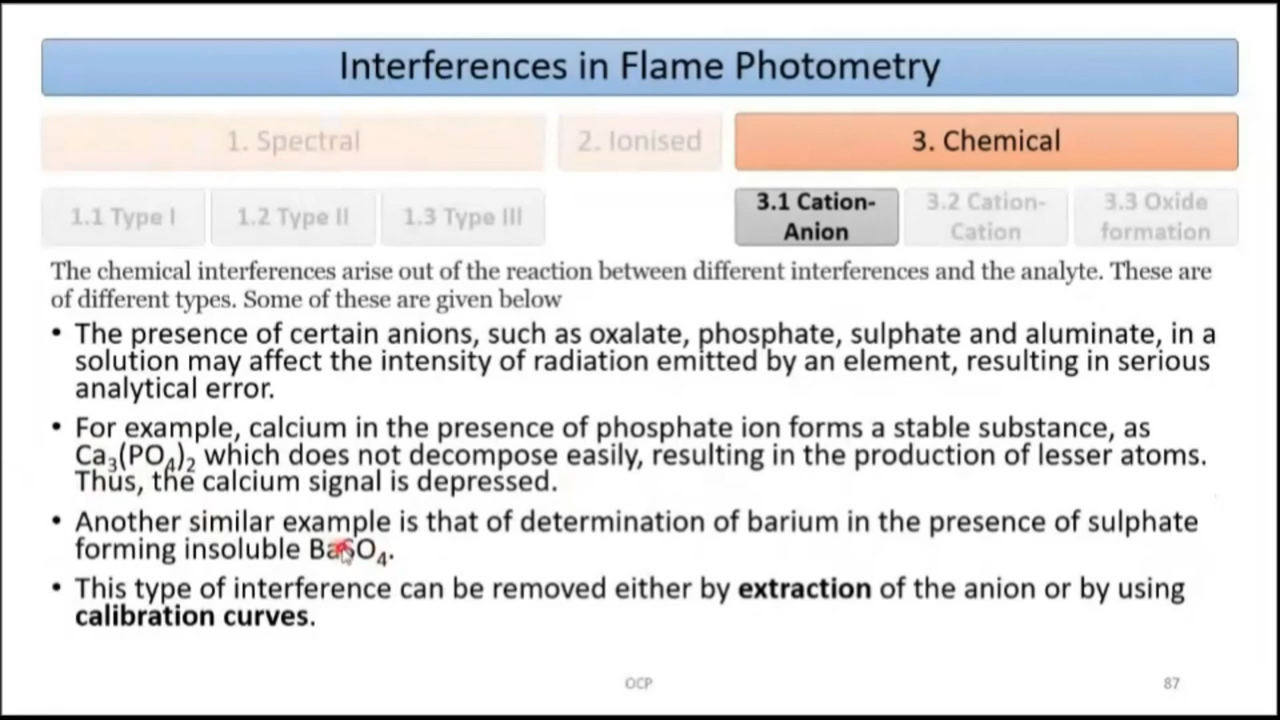 Interferences in Flame Photometry
1. Spectral
2. Ionised
3. Chemical
1.1 Type I
1.2 Type II
1.3 Type III
3.1 Cation-
Anion
3.2 Cation-
Cation
3.3 Oxide
formation
The chemical interferences arise out of the reaction between different interferences and the analyte. These are
of different types. Some of these are given below
• The presence of certain anions, such as oxalate, phosphate, sulphate and aluminate, in a
solution may affect the intensity of radiation emitted by an element, resulting in serious
analytical error.
• For example, calcium in the presence of phosphate ion forms a stable substance, as
Ca₃(PO₄)₂ which does not decompose easily, resulting in the production of lesser atoms.
Thus, the calcium signal is depressed.
• Another similar example is that of determination of barium in the presence of sulphate
forming insoluble BaSO₄.
• This type of interference can be removed either by extraction of the anion or by using
calibration curves.
OCP
87